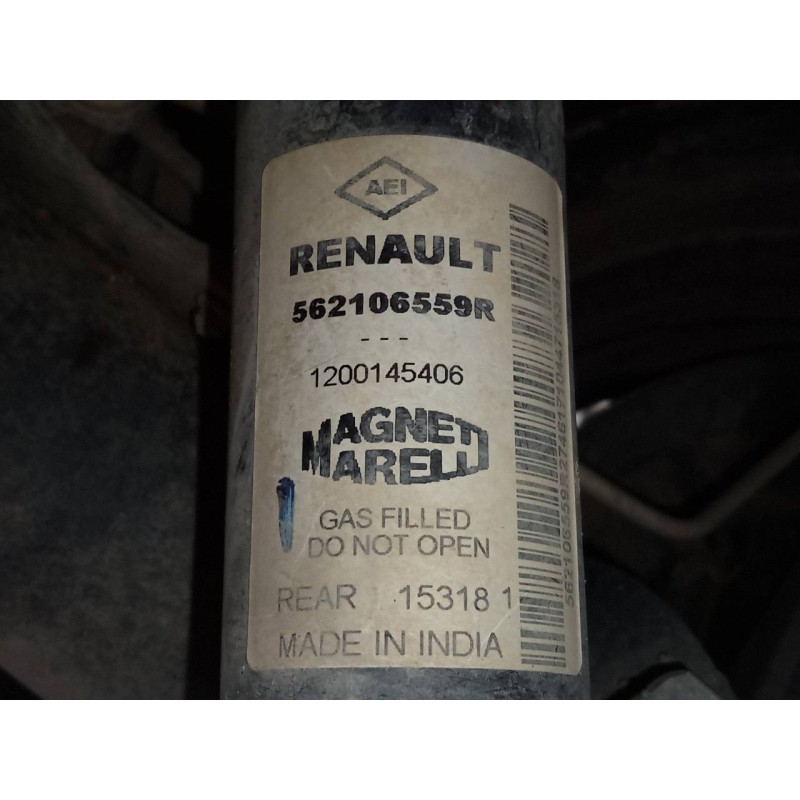 AEI
RENAULT
562106559R
- - -
1200145406
MAGNETI
MARELLI
GAS FILLED
DO NOT OPEN
REAR 15318 1
MADE IN INDIA